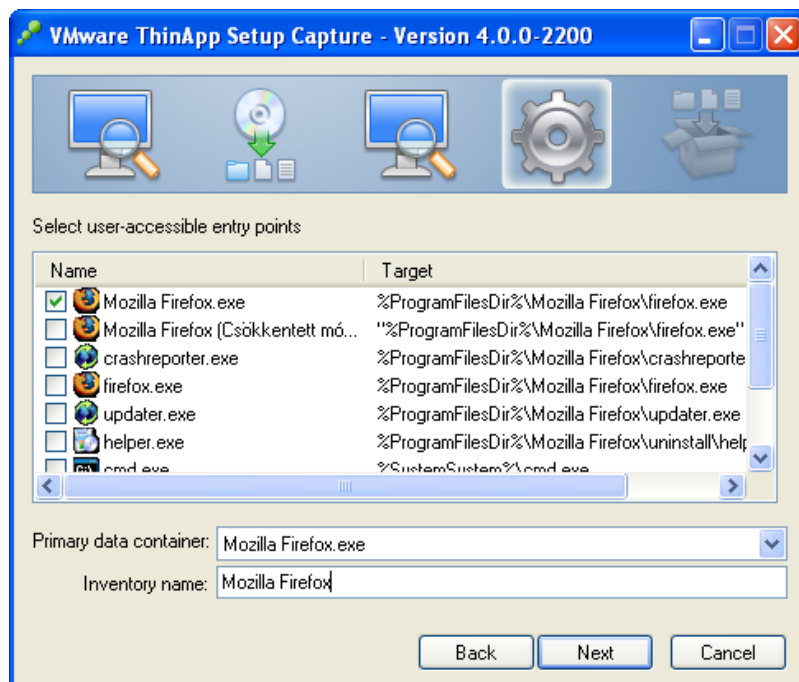 VMware ThinApp Setup Capture - Version 4.0.0-2200
Select user-accessible entry points
Name Target
Mozilla Firefox.exe %ProgramFilesDir%\Mozilla Firefox\firefox.exe
Mozilla Firefox (Csökkentett mó... "%ProgramFilesDir%\Mozilla Firefox\firefox.exe"
crashreporter.exe %ProgramFilesDir%\Mozilla Firefox\crashreporte
firefox.exe %ProgramFilesDir%\Mozilla Firefox\firefox.exe
updater.exe %ProgramFilesDir%\Mozilla Firefox\updater.exe
helper.exe %ProgramFilesDir%\Mozilla Firefox\uninstall\help
cmd.exe %SystemSystem%\cmd.exe
Primary data container: Mozilla Firefox.exe
Inventory name: Mozilla Firefox
Back Next Cancel